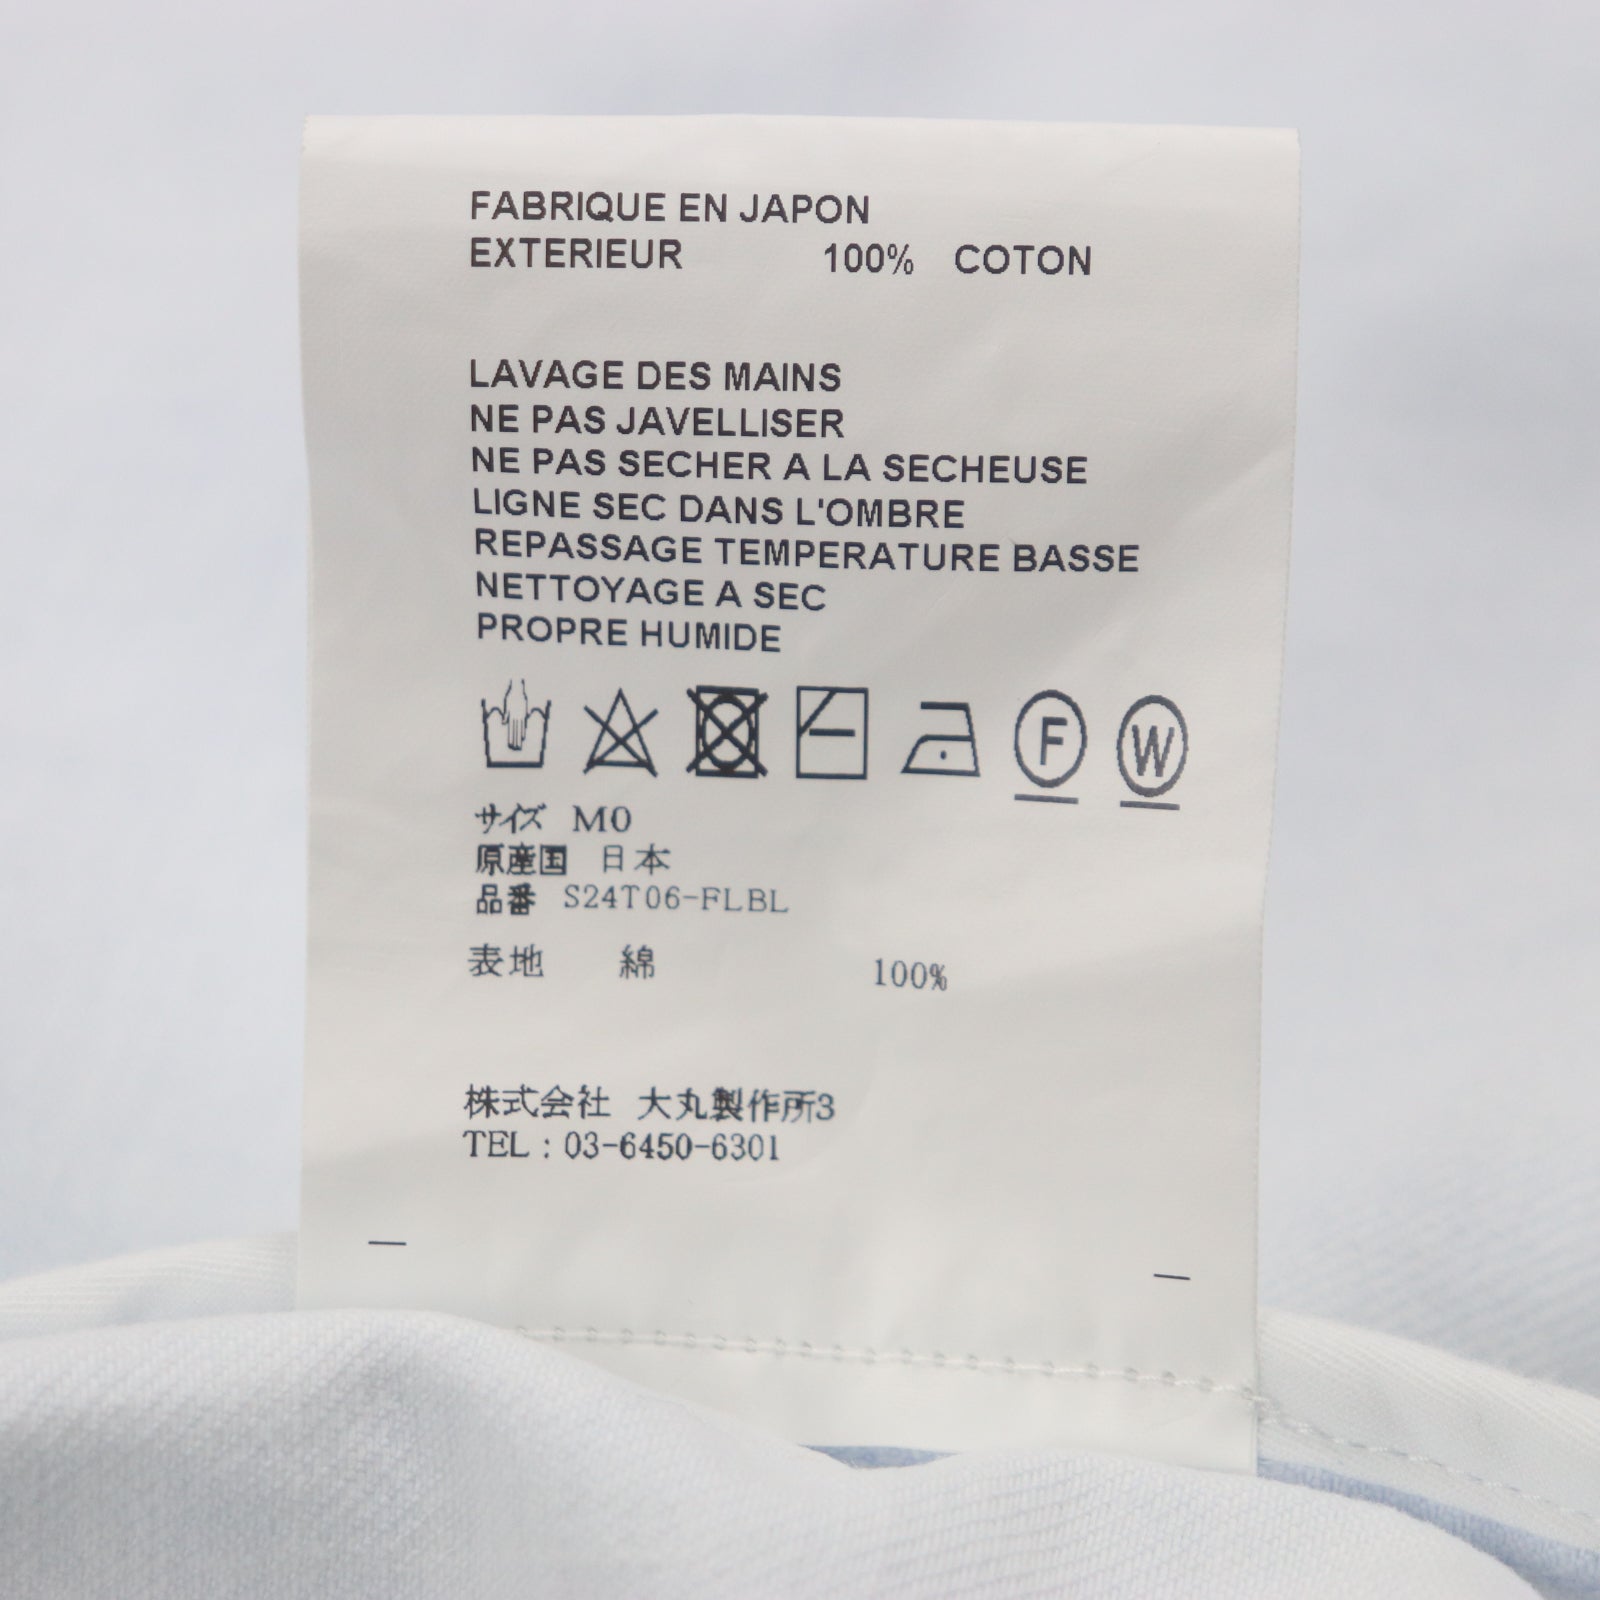 FABRIQUE EN JAPON
EXTERIEUR 100% COTON
LAVAGE DES MAINS
NE PAS JAVELLISER
NE PAS SECHER A LA SECHEUSE
LIGNE SEC DANS L'OMBRE
REPASSAGE TEMPERATURE BASSE
NETTOYAGE A SEC
PROPRE HUMIDE
F W
サイズ M0
原産国 日本
品番 S24T06-FLBL
表地 綿 100%
株式会社 大丸製作所3
TEL : 03-6450-6301